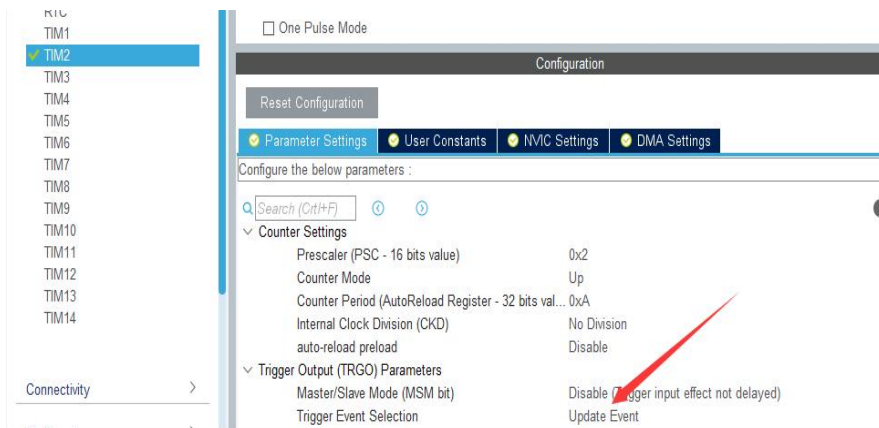 RTC
TIM1
TIM2
TIM3
TIM4
TIM5
TIM6
TIM7
TIM8
TIM9
TIM10
TIM11
TIM12
TIM13
TIM14
Connectivity
One Pulse Mode
Configuration
Reset Configuration
Parameter Settings User Constants NVIC Settings DMA Settings
Configure the below parameters :
Search (Crtl+F)
Counter Settings
Prescaler (PSC - 16 bits value) 0x2
Counter Mode Up
Counter Period (AutoReload Register - 32 bits val... 0xA
Internal Clock Division (CKD) No Division
auto-reload preload Disable
Trigger Output (TRGO) Parameters
Master/Slave Mode (MSM bit) Disable (Trigger input effect not delayed)
Trigger Event Selection Update Event